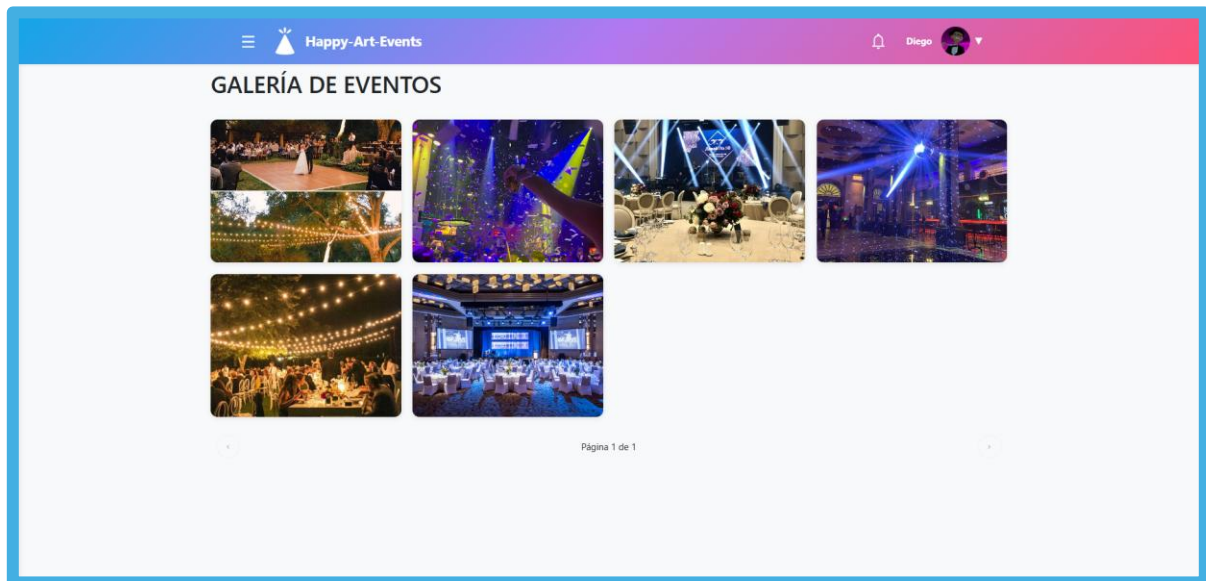 Happy-Art-Events
Diego
GALERÍA DE EVENTOS
Página 1 de 1